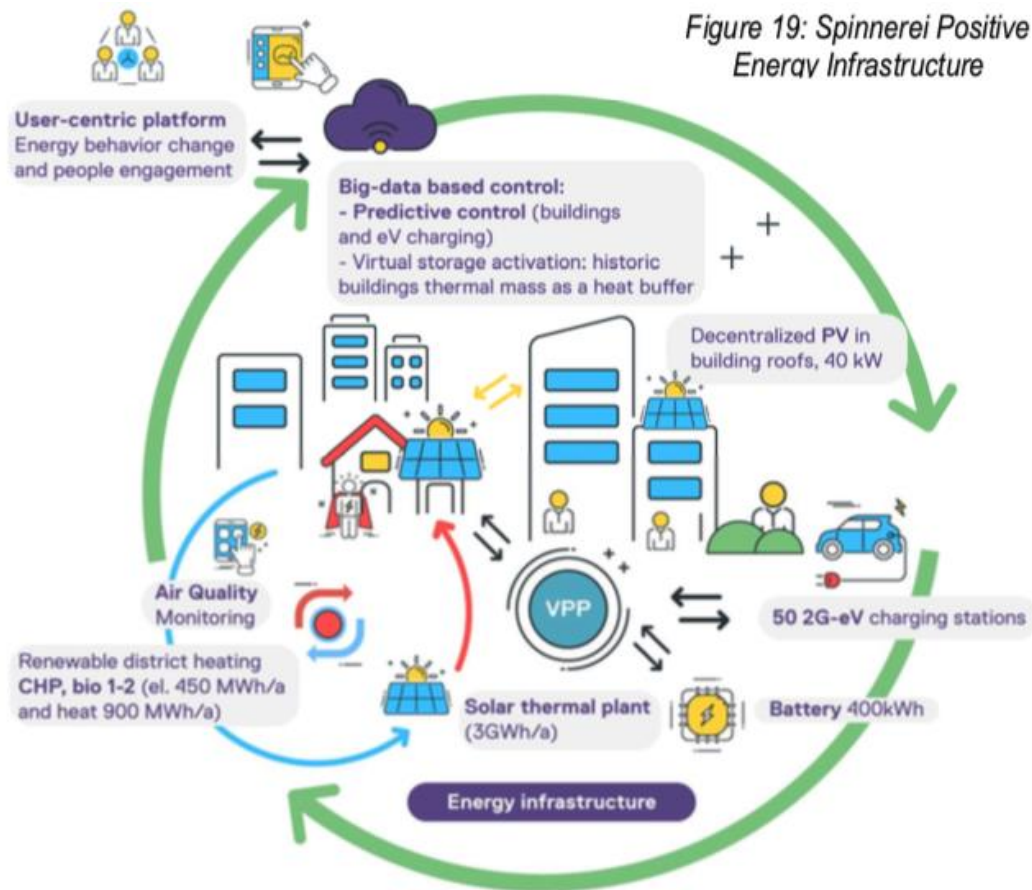 Figure 19: Spinnerei Positive
Energy Infrastructure
User-centric platform
Energy behavior change
and people engagement
Big-data based control:
- Predictive control (buildings
and eV charging)
- Virtual storage activation: historic
buildings thermal mass as a heat buffer
Decentralized PV in
building roofs, 40 kW
Air Quality
Monitoring
VPP
50 2G-eV charging stations
Renewable district heating
CHP, bio 1-2 (el. 450 MWh/a
and heat 900 MWh/a)
Solar thermal plant
(3GWh/a)
Battery 400kWh
Energy infrastructure